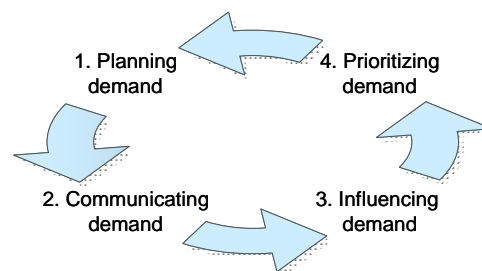 1. Planning
demand
4. Prioritizing
demand
2. Communicating
demand
3. Influencing
demand